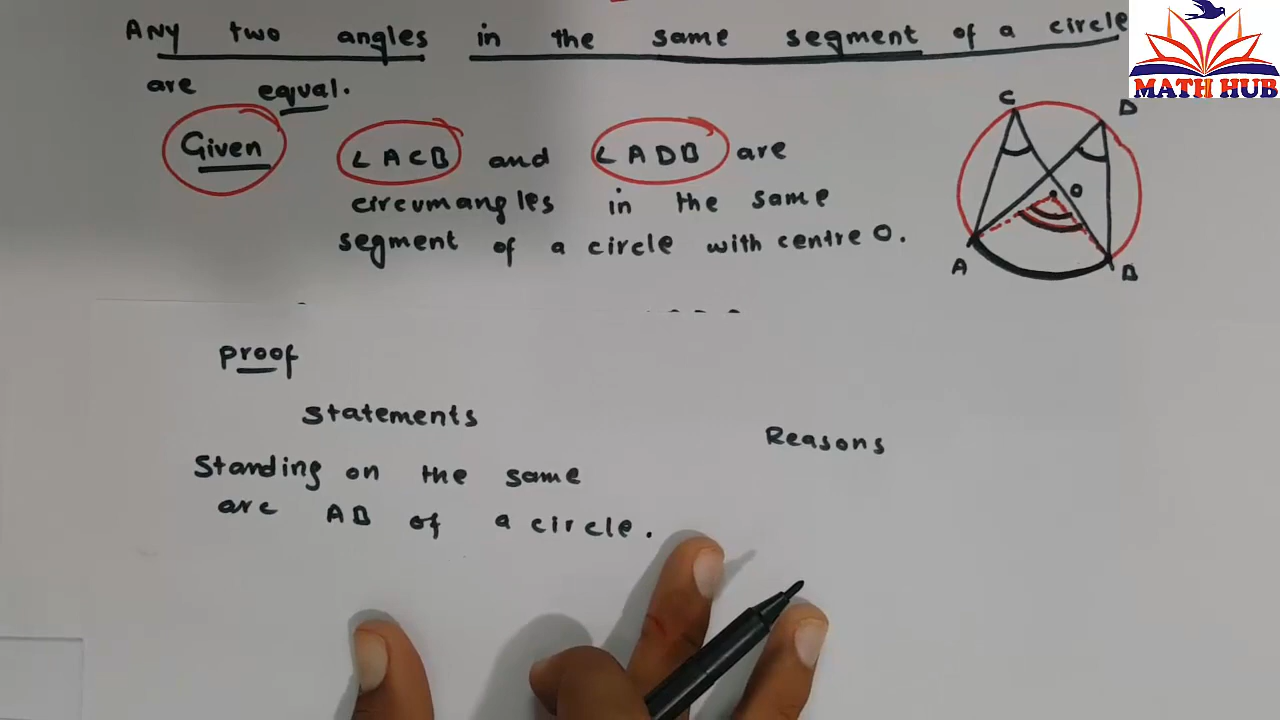 Any two angles in the same segment of a circle
are equal.
Given ∠ACB and ∠ADB are
circumangles in the same
segment of a circle with centre O.
C
D
O
A
B
Proof
Statements
Reasons
Standing on the same
arc AB of a circle.
MATH HUB